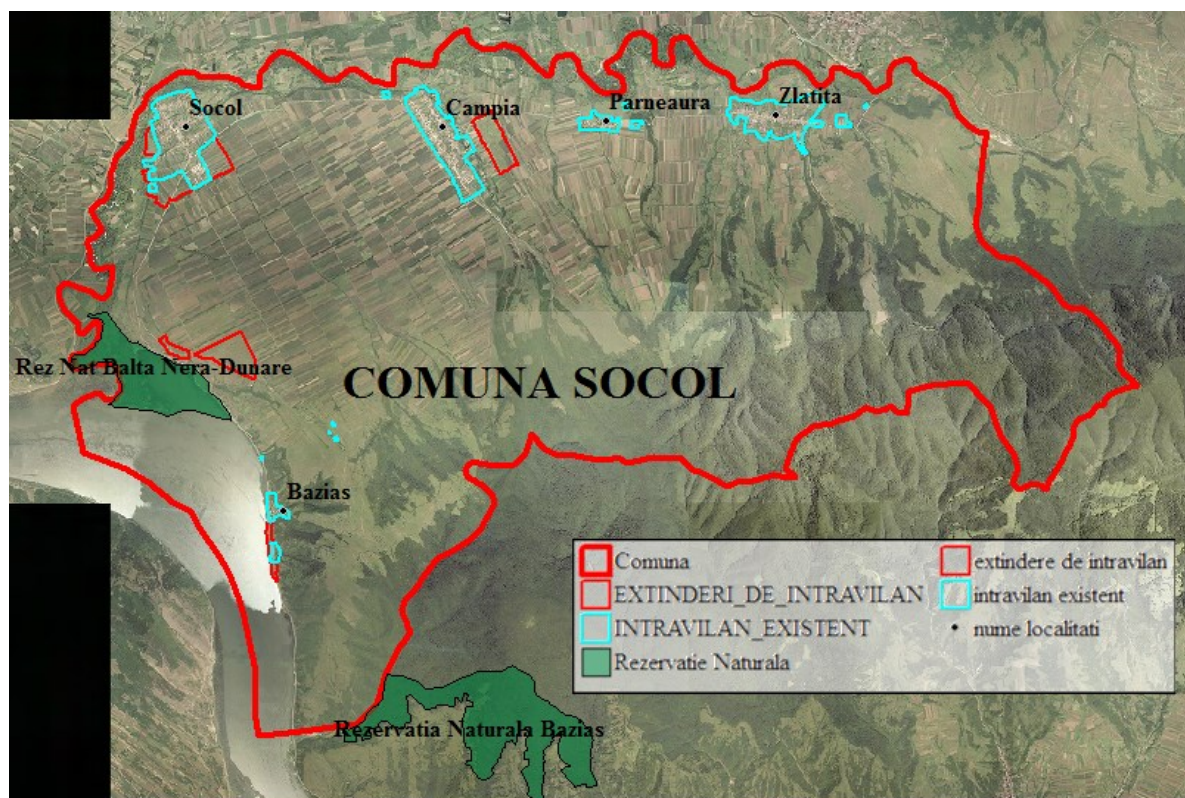 Socol
Campia
Parneaura
Zlatita
Rez Nat Balta Nera-Dunare
COMUNA SOCOL
Bazias
Comuna
EXTINDERI_DE_INTRAVILAN
INTRAVILAN_EXISTENT
Rezervatie Naturala
extindere de intravilan
intravilan existent
nume localitati
Rezervatia Naturala Bazias